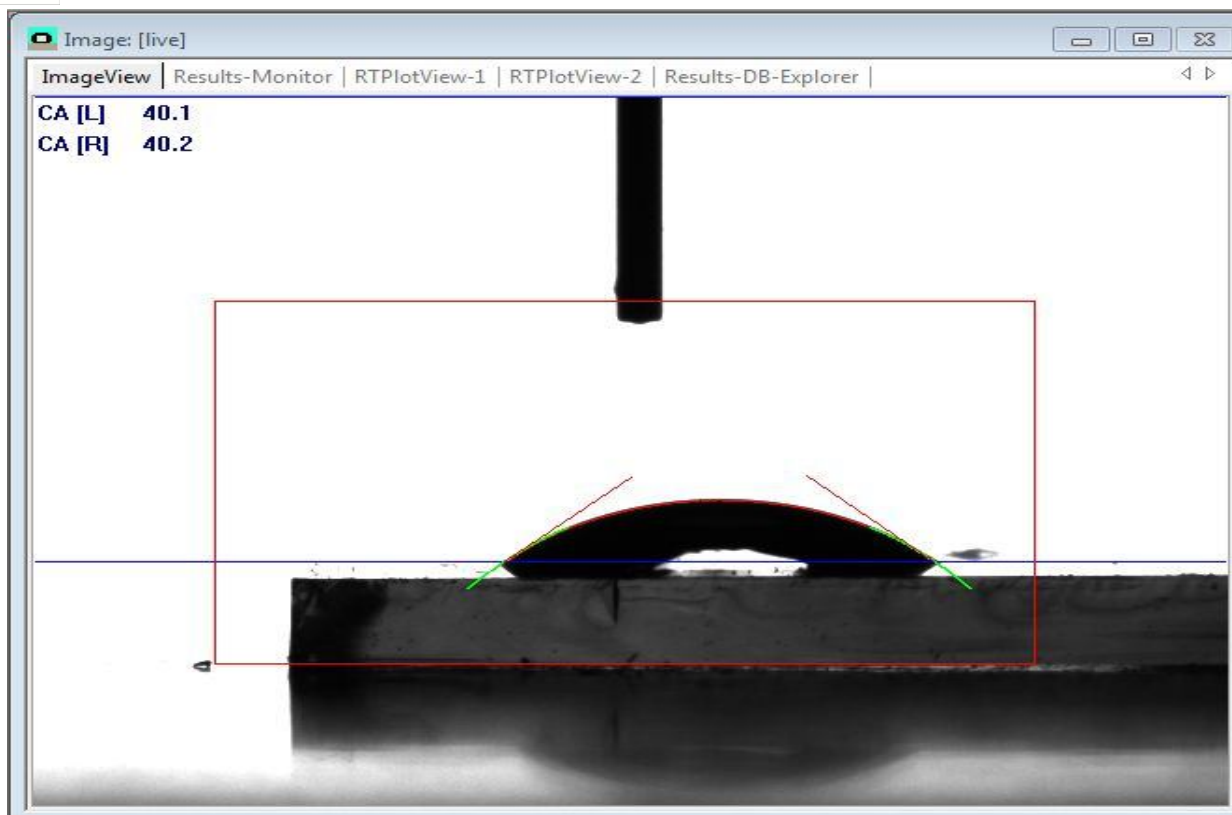 Image: [live]
ImageView | Results-Monitor | RTPlotView-1 | RTPlotView-2 | Results-DB-Explorer |
CA [L] 40.1
CA [R] 40.2